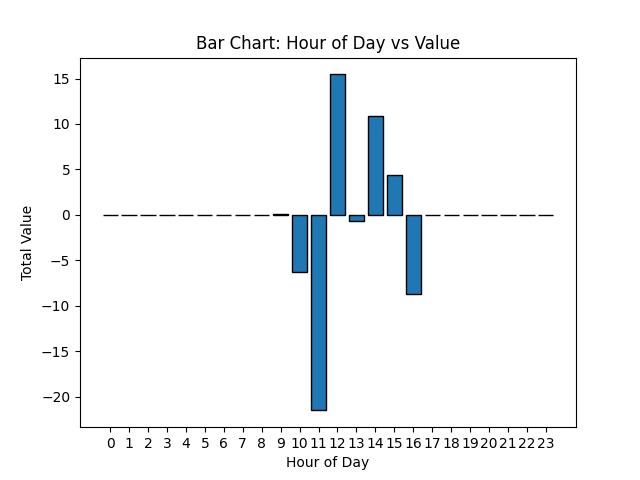 Bar Chart: Hour of Day vs Value
Total Value
15
10
5
0
−5
−10
−15
−20
0 1 2 3 4 5 6 7 8 9 10 11 12 13 14 15 16 17 18 19 20 21 22 23
Hour of Day